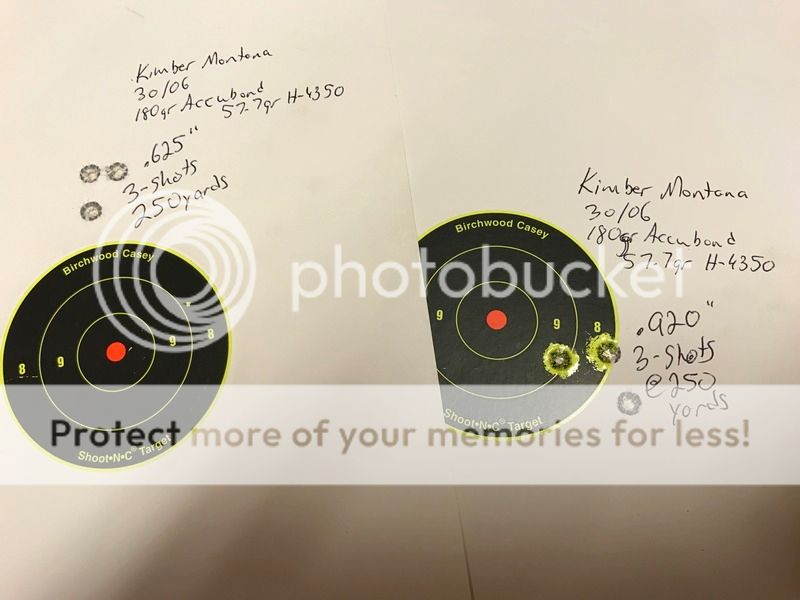 Kimber Montana
30/06
180gr Accubond
57.7gr H-4350
.625"
3-shots
250yards
Birchwood Casey
8 9 9 8
Shoot•N•C® Target
Kimber Montana
30/06
180gr Accubond
57.7gr H-4350
.920"
3-shots
@250
yards
Birchwood Casey
9 9 8
Shoot•N•C® Target
photobucket
Protect more of your memories for less!